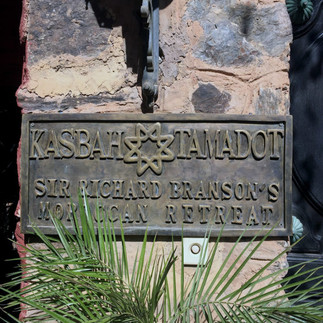 KASBAH TAMADOT
SIR RICHARD BRANSON'S
MOROCCAN RETREAT